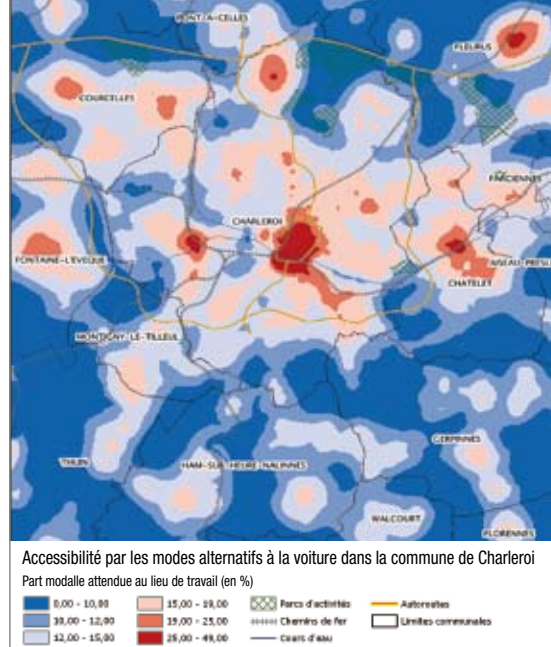 PONT-A-CELLES
FLEURUS
COURCELLES
FARCIENNES
CHARLEROI
FONTAINE-L'EVEQUE
AISEAU-PRESLES
CHATELET
MONTIGNY-LE-TILLEUL
GERPINNES
THUIN
HAM-SUR-HEURE-NALINNES
WALCOURT
FLORENNES
Accessibilité par les modes alternatifs à la voiture dans la commune de Charleroi
Part modalle attendue au lieu de travail (en %)
0,00 - 10,00 15,00 - 19,00 Parcs d'activités Autoroutes
10,00 - 12,00 19,00 - 25,00 Chemins de fer Limites communales
12,00 - 15,00 25,00 - 49,00 Cours d'eau